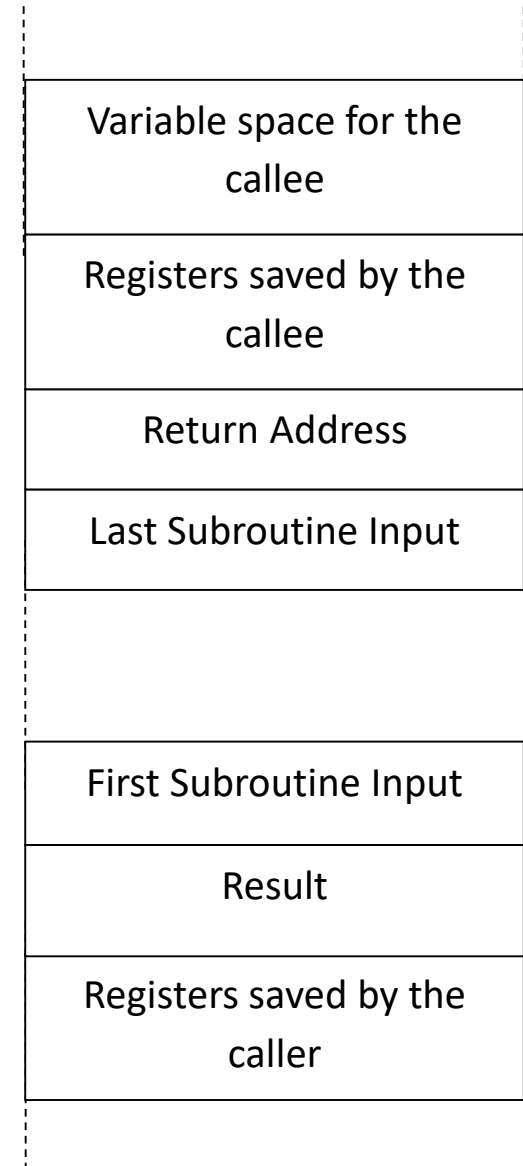 Variable space for the
callee
Registers saved by the
callee
Return Address
Last Subroutine Input
First Subroutine Input
Result
Registers saved by the
caller